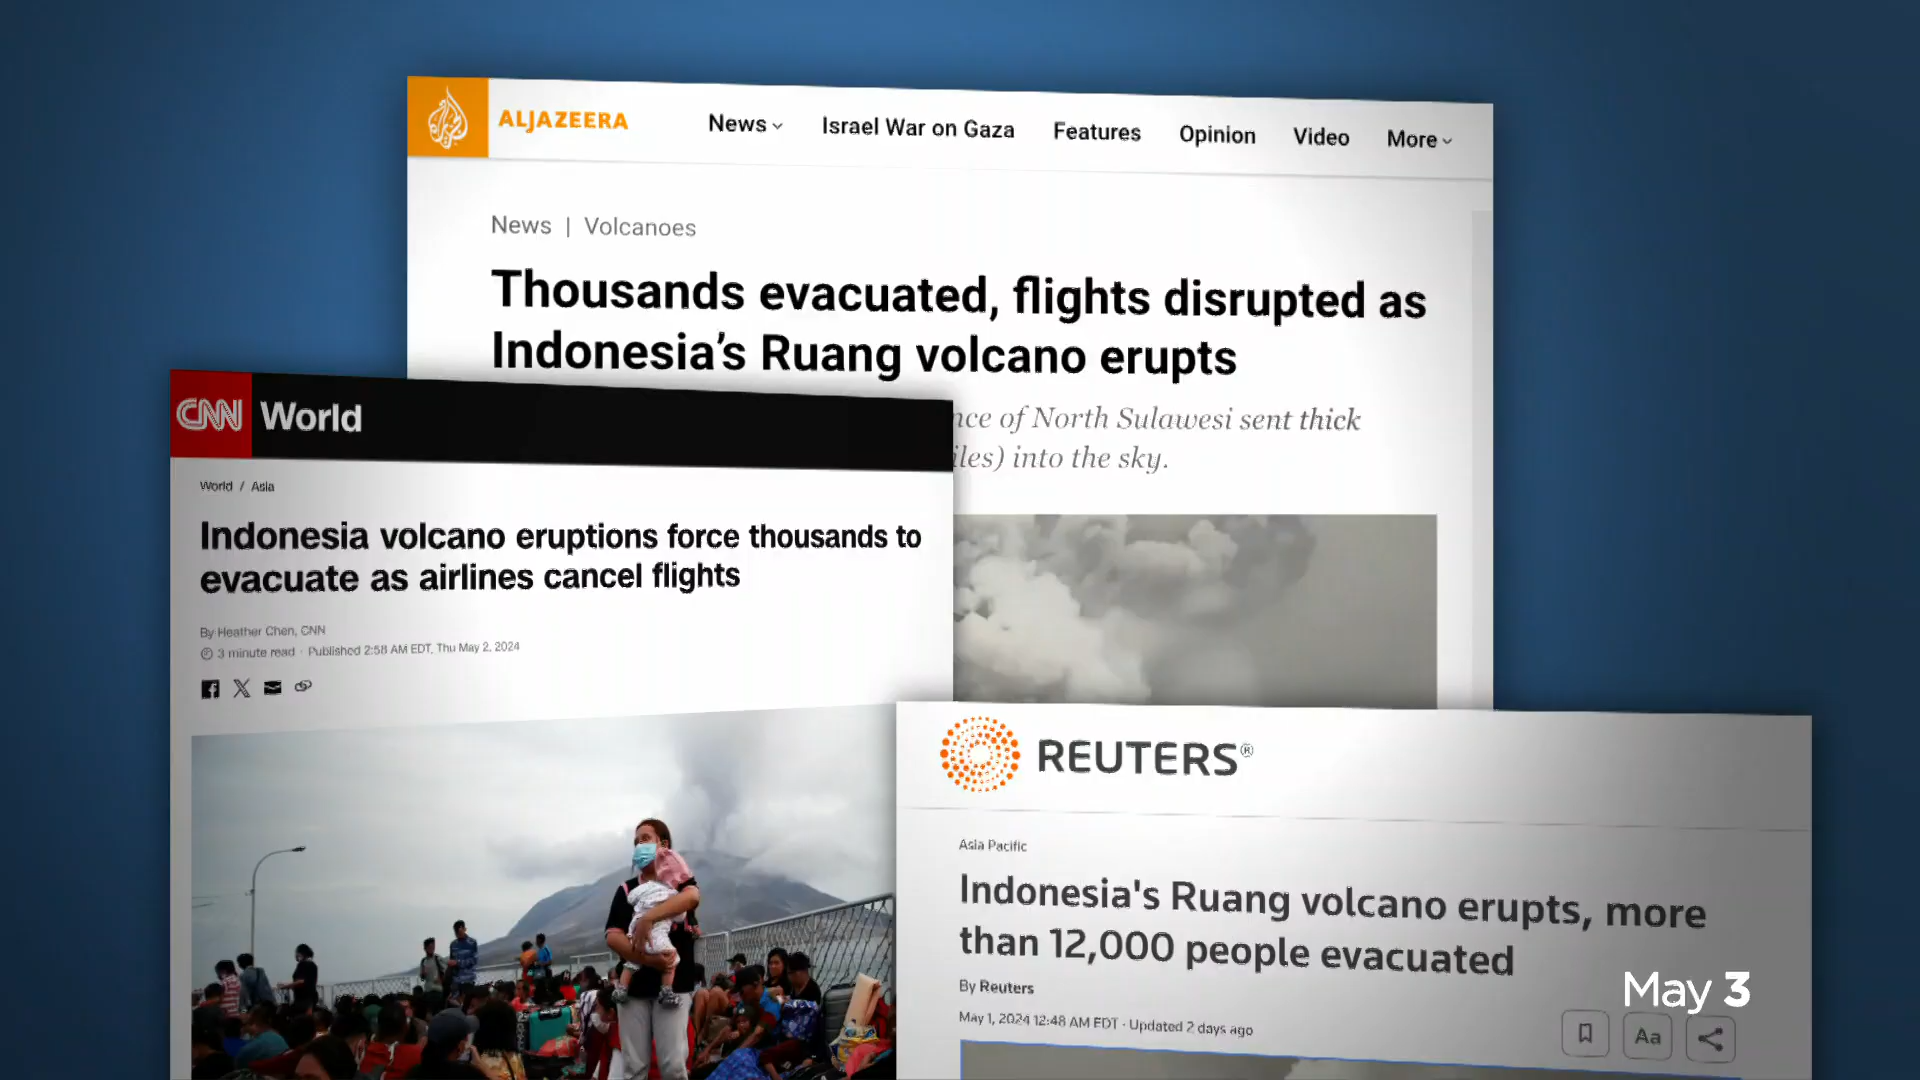 ALJAZEERA
News
Israel War on Gaza
Features
Opinion
Video
More
News | Volcanoes
Thousands evacuated, flights disrupted as
Indonesia’s Ruang volcano erupts
of North Sulawesi sent thick
into the sky.
CNN World
World / Asia
Indonesia volcano eruptions force thousands to
evacuate as airlines cancel flights
By Heather Chen, CNN
3 minute read · Published 2:58 AM EDT, Thu May 2, 2024
REUTERS®
Asia Pacific
Indonesia's Ruang volcano erupts, more
than 12,000 people evacuated
By Reuters
May 1, 2024 12:48 AM EDT · Updated 2 days ago
Aa
May 3